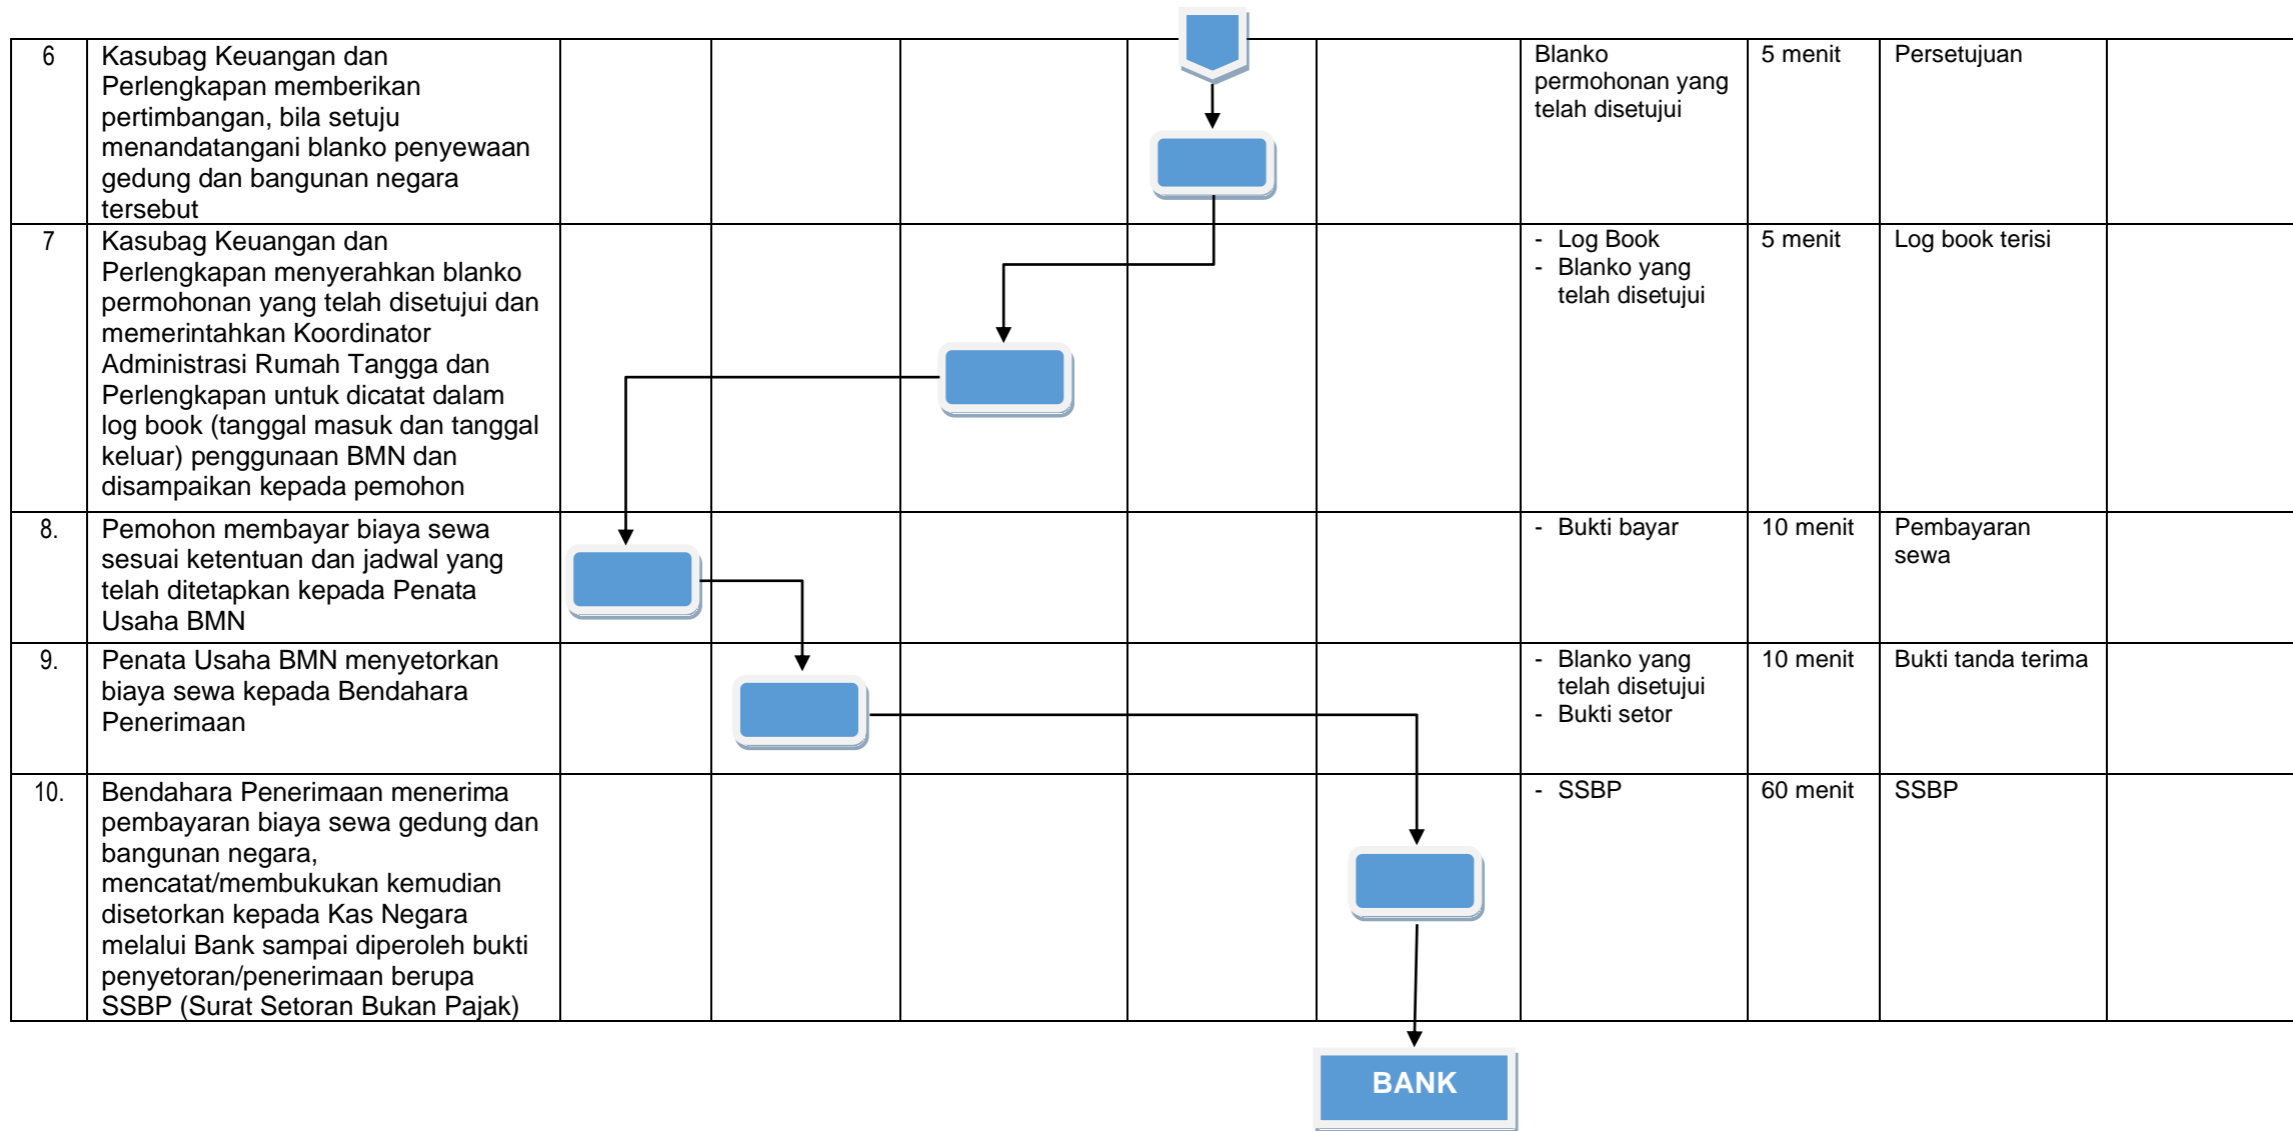 6
Kasubag Keuangan dan
Perlengkapan memberikan
pertimbangan, bila setuju
menandatangani blanko penyewaan
gedung dan bangunan negara
tersebut
Blanko
permohonan yang
telah disetujui
5 menit
Persetujuan
7
Kasubag Keuangan dan
Perlengkapan menyerahkan blanko
permohonan yang telah disetujui dan
memerintahkan Koordinator
Administrasi Rumah Tangga dan
Perlengkapan untuk dicatat dalam
log book (tanggal masuk dan tanggal
keluar) penggunaan BMN dan
disampaikan kepada pemohon
- Log Book
- Blanko yang
telah disetujui
5 menit
Log book terisi
8.
Pemohon membayar biaya sewa
sesuai ketentuan dan jadwal yang
telah ditetapkan kepada Penata
Usaha BMN
- Bukti bayar
10 menit
Pembayaran
sewa
9.
Penata Usaha BMN menyetorkan
biaya sewa kepada Bendahara
Penerimaan
- Blanko yang
telah disetujui
- Bukti setor
10 menit
Bukti tanda terima
10.
Bendahara Penerimaan menerima
pembayaran biaya sewa gedung dan
bangunan negara,
mencatat/membukukan kemudian
disetorkan kepada Kas Negara
melalui Bank sampai diperoleh bukti
penyetoran/penerimaan berupa
SSBP (Surat Setoran Bukan Pajak)
- SSBP
60 menit
SSBP
BANK